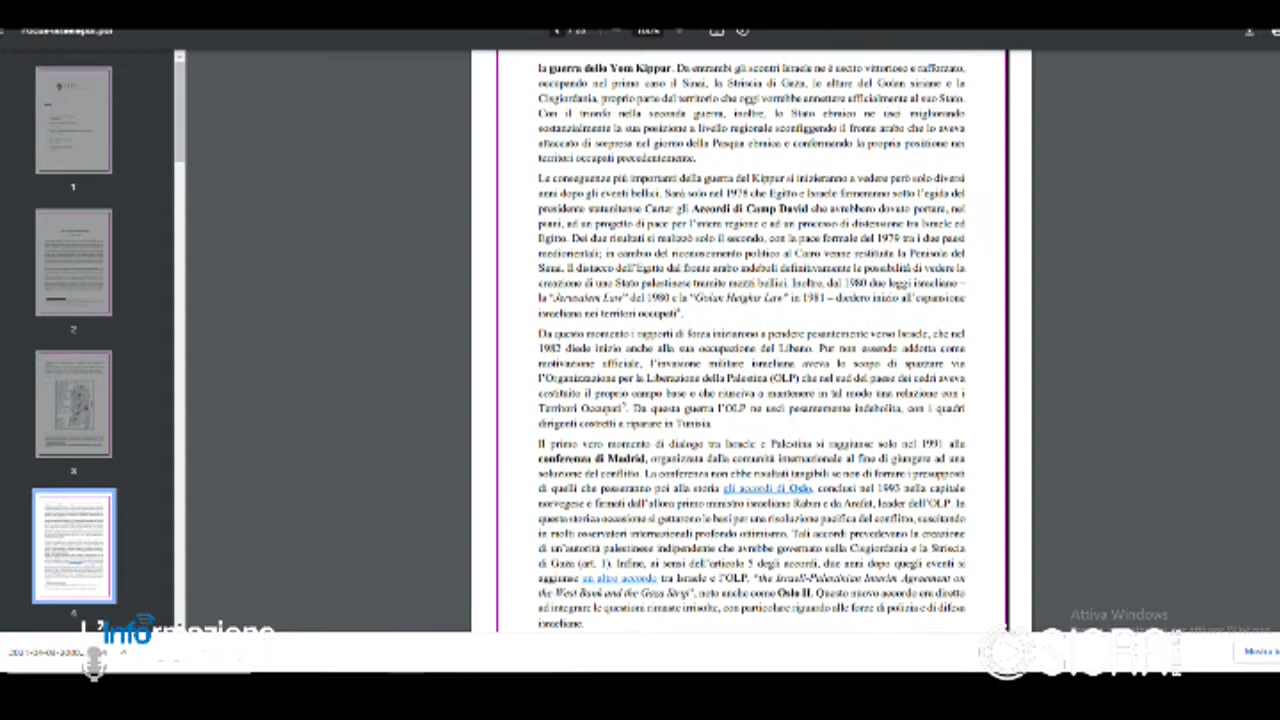 100%
1
2
3
4
la guerra dello Yom Kippur. Da entrambi gli scontri Israele ne è uscito vittorioso e rafforzato,
occupando nel primo caso il Sinai, la Striscia di Gaza, le alture del Golan siriane e la
Cisgiordania, proprio parte del territorio che oggi vorrebbe annettere ufficialmente al suo Stato.
Con il trionfo nella seconda guerra, inoltre, lo Stato ebraico ne uscì migliorando
sostanzialmente la sua posizione a livello regionale sconfiggendo il fronte arabo che lo aveva
attaccato di sorpresa nel giorno della Pasqua ebraica e confermando la propria posizione nei
territori occupati precedentemente.
Le conseguenze più importanti della guerra del Kippur si inizieranno a vedere però solo diversi
anni dopo gli eventi bellici. Sarà solo nel 1978 che Egitto e Israele firmeranno sotto l'egida del
presidente statunitense Carter gli Accordi di Camp David che avrebbero dovuto portare, nei
piani, ad un progetto di pace per l'intera regione e ad un processo di distensione tra Israele ed
Egitto. Dei due risultati si realizzò solo il secondo, con la pace formale del 1979 tra i due paesi
mediorientali; in cambio del riconoscimento politico al Cairo venne restituita la Penisola del
Sinai. Il distacco dell'Egitto dal fronte arabo indebolì definitivamente le possibilità di vedere la
creazione di uno Stato palestinese tramite mezzi bellici. Inoltre, dal 1980 due leggi israeliane –
la "Jerusalem Law" del 1980 e la "Golan Heights Law" in 1981 – diedero inizio all'espansione
israeliana nei territori occupati⁴.
Da questo momento i rapporti di forza iniziarono a pendere pesantemente verso Israele, che nel
1982 diede inizio anche alla sua occupazione del Libano. Pur non essendo addotta come
motivazione ufficiale, l'invasione militare israeliana aveva lo scopo di spazzare via
l'Organizzazione per la Liberazione della Palestina (OLP) che nel sud del paese dei cedri aveva
costituito il proprio campo base e che riusciva a mantenere in tal modo una relazione con i
Territori Occupati⁵. Da questa guerra l'OLP ne uscì pesantemente indebolita, con i quadri
dirigenti costretti a riparare in Tunisia.
Il primo vero momento di dialogo tra Israele e Palestina si raggiunse solo nel 1991 alla
conferenza di Madrid, organizzata dalla comunità internazionale al fine di giungere ad una
soluzione del conflitto. La conferenza non ebbe risultati tangibili se non di fornire i presupposti
di quelli che passeranno poi alla storia gli accordi di Oslo, conclusi nel 1993 nella capitale
norvegese e firmati dall'allora primo ministro israeliano Rabin e da Arafat, leader dell'OLP. In
questa storica occasione si gettarono le basi per una risoluzione pacifica del conflitto, suscitando
in molti osservatori internazionali profondo ottimismo. Tali accordi prevedevano la creazione
di un'autorità palestinese indipendente che avrebbe governato sulla Cisgiordania e la Striscia
di Gaza (art. 1). Infine, ai sensi dell'articolo 5 degli accordi, due anni dopo quegli eventi si
aggiunse un altro accordo tra Israele e l'OLP, "the Israeli-Palestinian Interim Agreement on
the West Bank and the Gaza Strip", noto anche come Oslo II. Questo nuovo accordo era diretto
ad integrare le questioni rimaste irrisolte, con particolare riguardo alle forze di polizia e di difesa
israeliane.
Attiva Windows
L'Informazione
Mostra